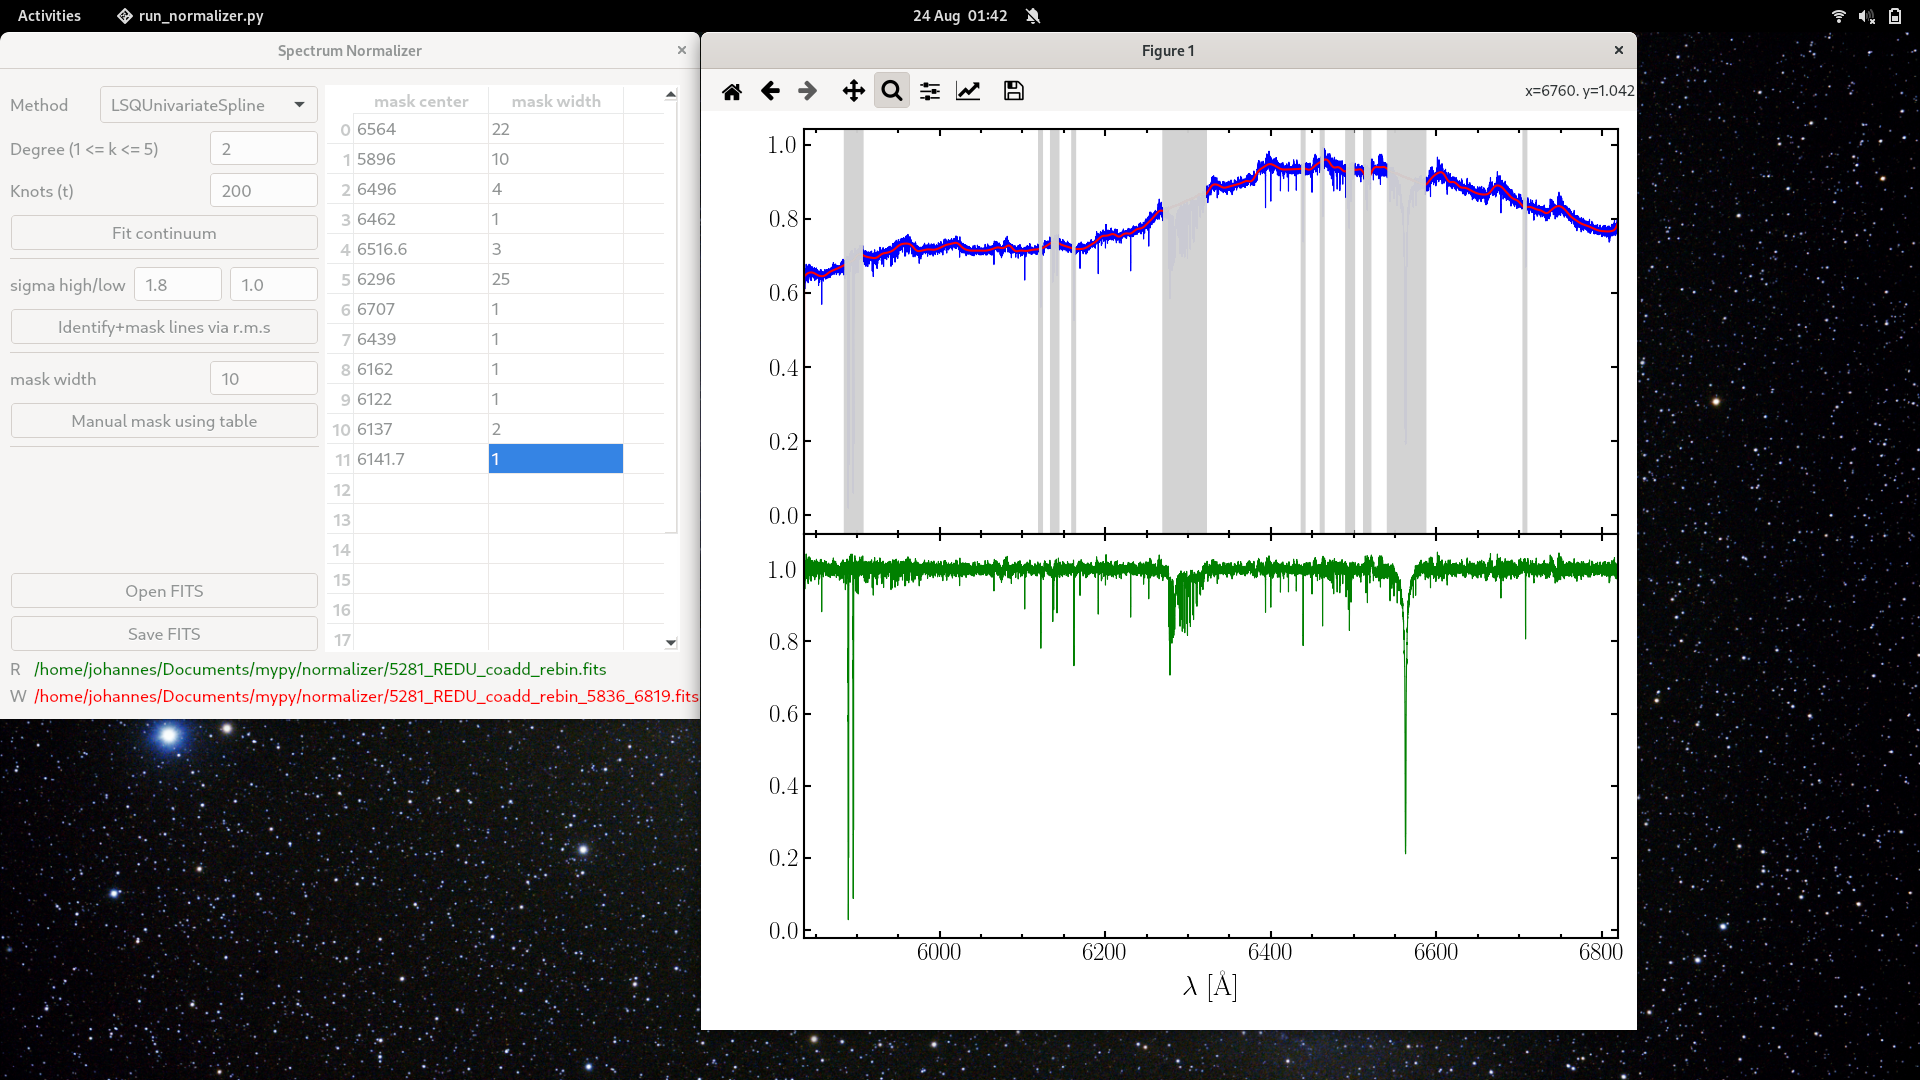 Activities
run_normalizer.py
24 Aug 01:42
Spectrum Normalizer
Method
LSQUnivariateSpline
Degree (1 <= k <= 5)
2
Knots (t)
200
Fit continuum
sigma high/low
1.8
1.0
Identify+mask lines via r.m.s
mask width
10
Manual mask using table
Open FITS
Save FITS
mask center mask width
0 6564 22
1 5896 10
2 6496 4
3 6462 1
4 6516.6 3
5 6296 25
6 6707 1
7 6439 1
8 6162 1
9 6122 1
10 6137 2
11 6141.7 1
12
13
14
15
16
17
R /home/johannes/Documents/mypy/normalizer/5281_REDU_coadd_rebin.fits
W /home/johannes/Documents/mypy/normalizer/5281_REDU_coadd_rebin_5836_6819.fits
Figure 1
x=6760. y=1.042
1.0
0.8
0.6
0.4
0.2
0.0
1.0
0.8
0.6
0.4
0.2
0.0
6000 6200 6400 6600 6800
λ [Å]